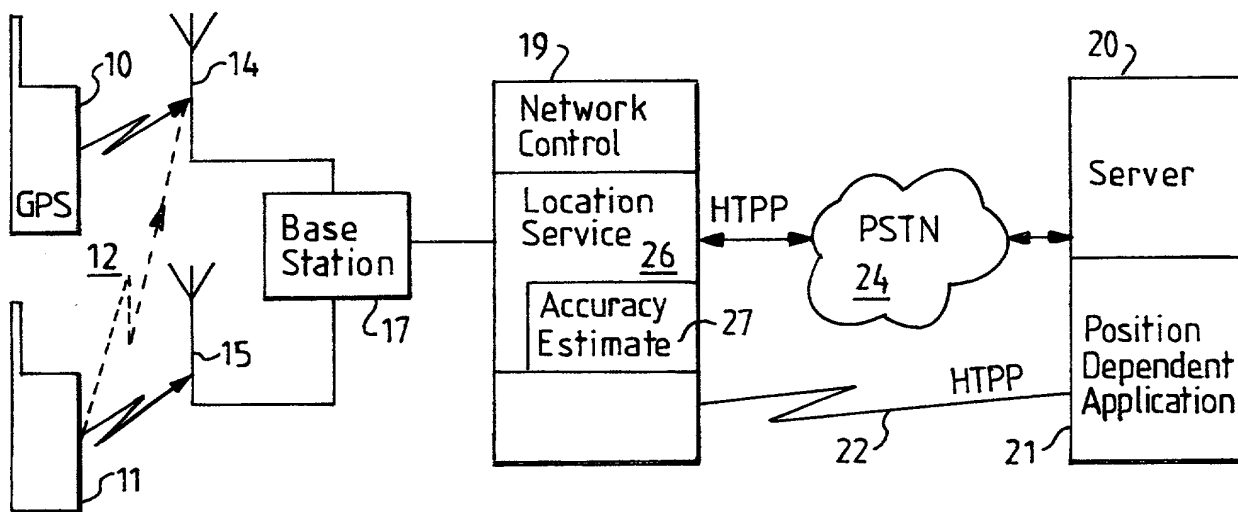 10
GPS
12
11
14
15
Base
Station
17
19
Network
Control
Location
Service
26
Accuracy
Estimate
27
HTPP
PSTN
24
HTPP
22
20
Server
Position
Dependent
Application
21